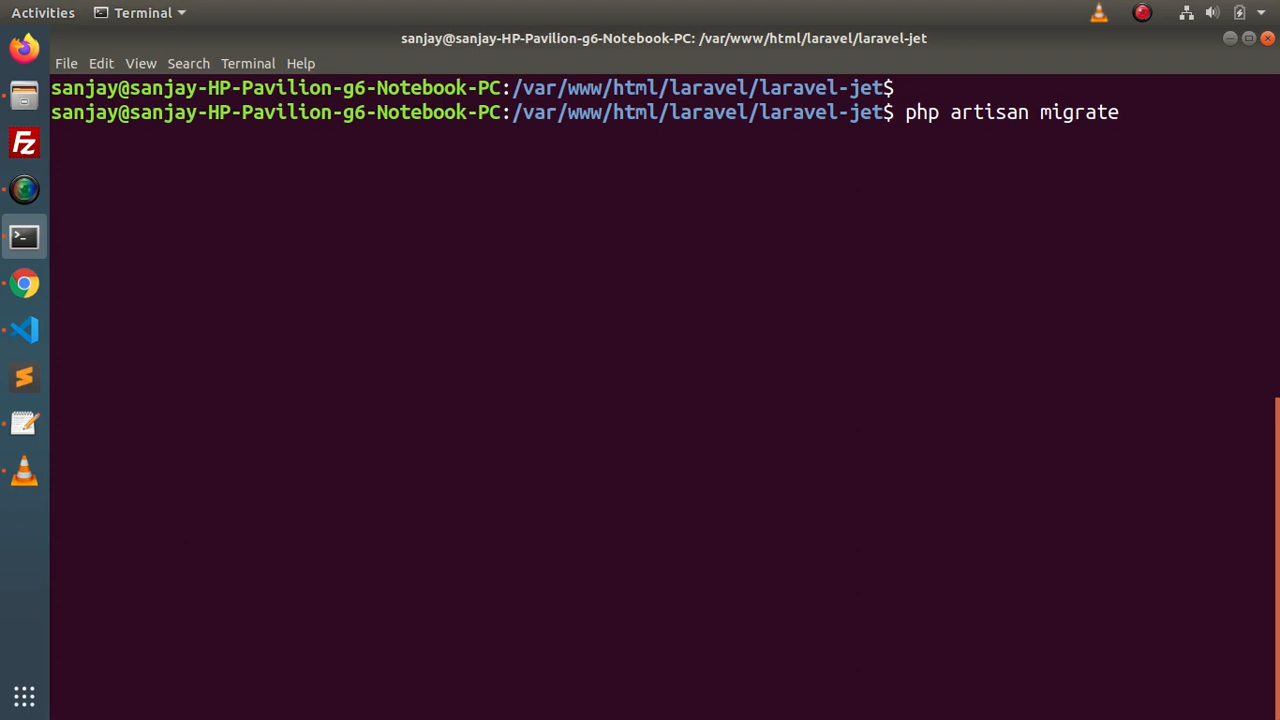 Activities Terminal
sanjay@sanjay-HP-Pavilion-g6-Notebook-PC: /var/www/html/laravel/laravel-jet
File Edit View Search Terminal Help
sanjay@sanjay-HP-Pavilion-g6-Notebook-PC:/var/www/html/laravel/laravel-jet$
sanjay@sanjay-HP-Pavilion-g6-Notebook-PC:/var/www/html/laravel/laravel-jet$ php artisan migrate